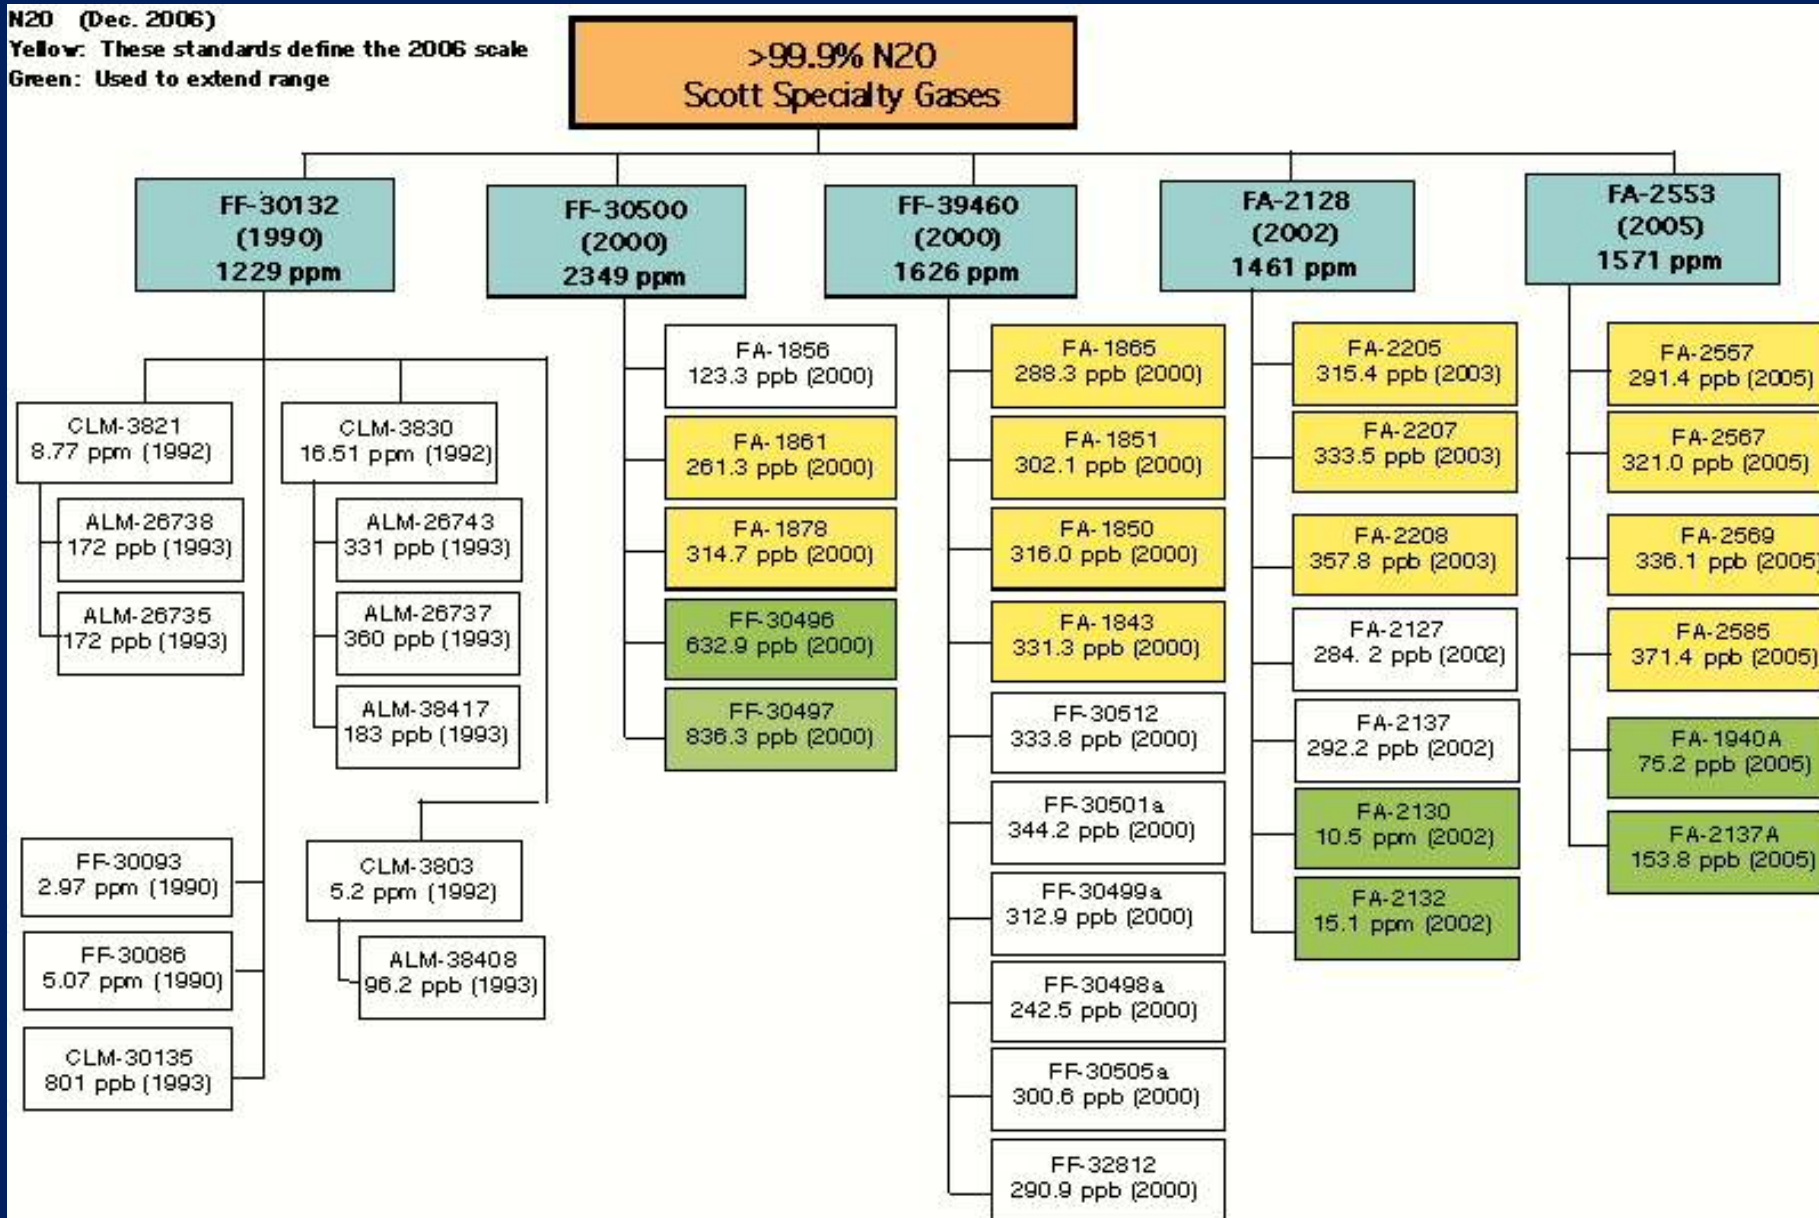 N20 (Dec. 2006)
Yellow: These standards define the 2006 scale
Green: Used to extend range
>99.9% N2O
Scott Specialty Gases
FF-30132
(1990)
1229 ppm
FF-30500
(2000)
2349 ppm
FF-39460
(2000)
1626 ppm
FA-2128
(2002)
1461 ppm
FA-2553
(2005)
1571 ppm
CLM-3821
8.77 ppm (1992)
ALM-26738
172 ppb (1993)
ALM-26735
172 ppb (1993)
CLM-3830
16.51 ppm (1992)
ALM-26743
331 ppb (1993)
ALM-26737
360 ppb (1993)
ALM-38417
183 ppb (1993)
CLM-3803
5.2 ppm (1992)
ALM-38408
96.2 ppb (1993)
FF-30093
2.97 ppm (1990)
FF-30086
5.07 ppm (1990)
CLM-30135
801 ppb (1993)
FA-1856
123.3 ppb (2000)
FA-1861
261.3 ppb (2000)
FA-1878
314.7 ppb (2000)
FF-30496
632.9 ppb (2000)
FF-30497
836.3 ppb (2000)
FA-1865
288.3 ppb (2000)
FA-1851
302.1 ppb (2000)
FA-1850
316.0 ppb (2000)
FA-1843
331.3 ppb (2000)
FF-30512
333.8 ppb (2000)
FF-30501a
344.2 ppb (2000)
FF-30499a
312.9 ppb (2000)
FF-30498a
242.5 ppb (2000)
FF-30505a
300.6 ppb (2000)
FF-32812
290.9 ppb (2000)
FA-2205
315.4 ppb (2003)
FA-2207
333.5 ppb (2003)
FA-2208
357.8 ppb (2003)
FA-2127
284. 2 ppb (2002)
FA-2137
292.2 ppb (2002)
FA-2130
10.5 ppm (2002)
FA-2132
15.1 ppm (2002)
FA-2557
291.4 ppb (2005)
FA-2567
321.0 ppb (2005)
FA-2569
336.1 ppb (2005)
FA-2585
371.4 ppb (2005)
FA-1940A
75.2 ppb (2005)
FA-2137A
153.8 ppb (2005)